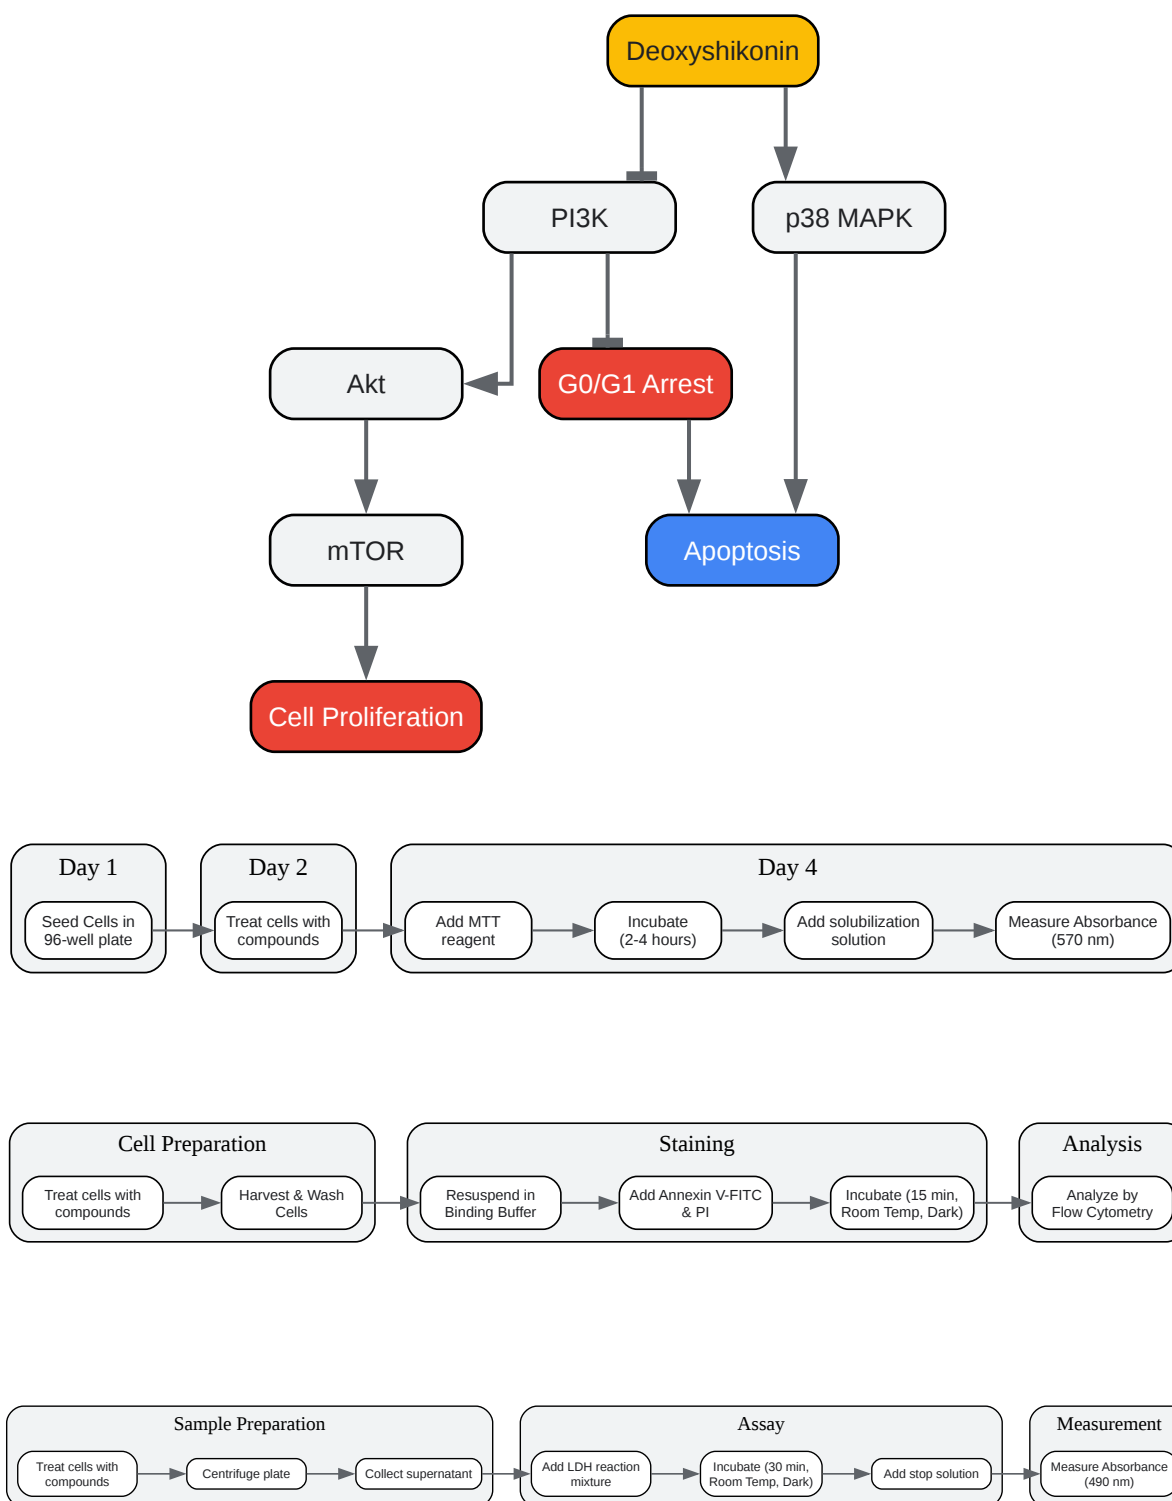 Deoxyshikonin
PI3K
p38 MAPK
Akt
G0/G1 Arrest
mTOR
Apoptosis
Cell Proliferation
Day 1
Seed Cells in
96-well plate
Day 2
Treat cells with
compounds
Day 4
Add MTT
reagent
Incubate
(2-4 hours)
Add solubilization
solution
Measure Absorbance
(570 nm)
Cell Preparation
Treat cells with
compounds
Harvest & Wash
Cells
Staining
Resuspend in
Binding Buffer
Add Annexin V-FITC
& PI
Incubate (15 min,
Room Temp, Dark)
Analysis
Analyze by
Flow Cytometry
Sample Preparation
Treat cells with
compounds
Centrifuge plate
Collect supernatant
Assay
Add LDH reaction
mixture
Incubate (30 min,
Room Temp, Dark)
Add stop solution
Measurement
Measure Absorbance
(490 nm)